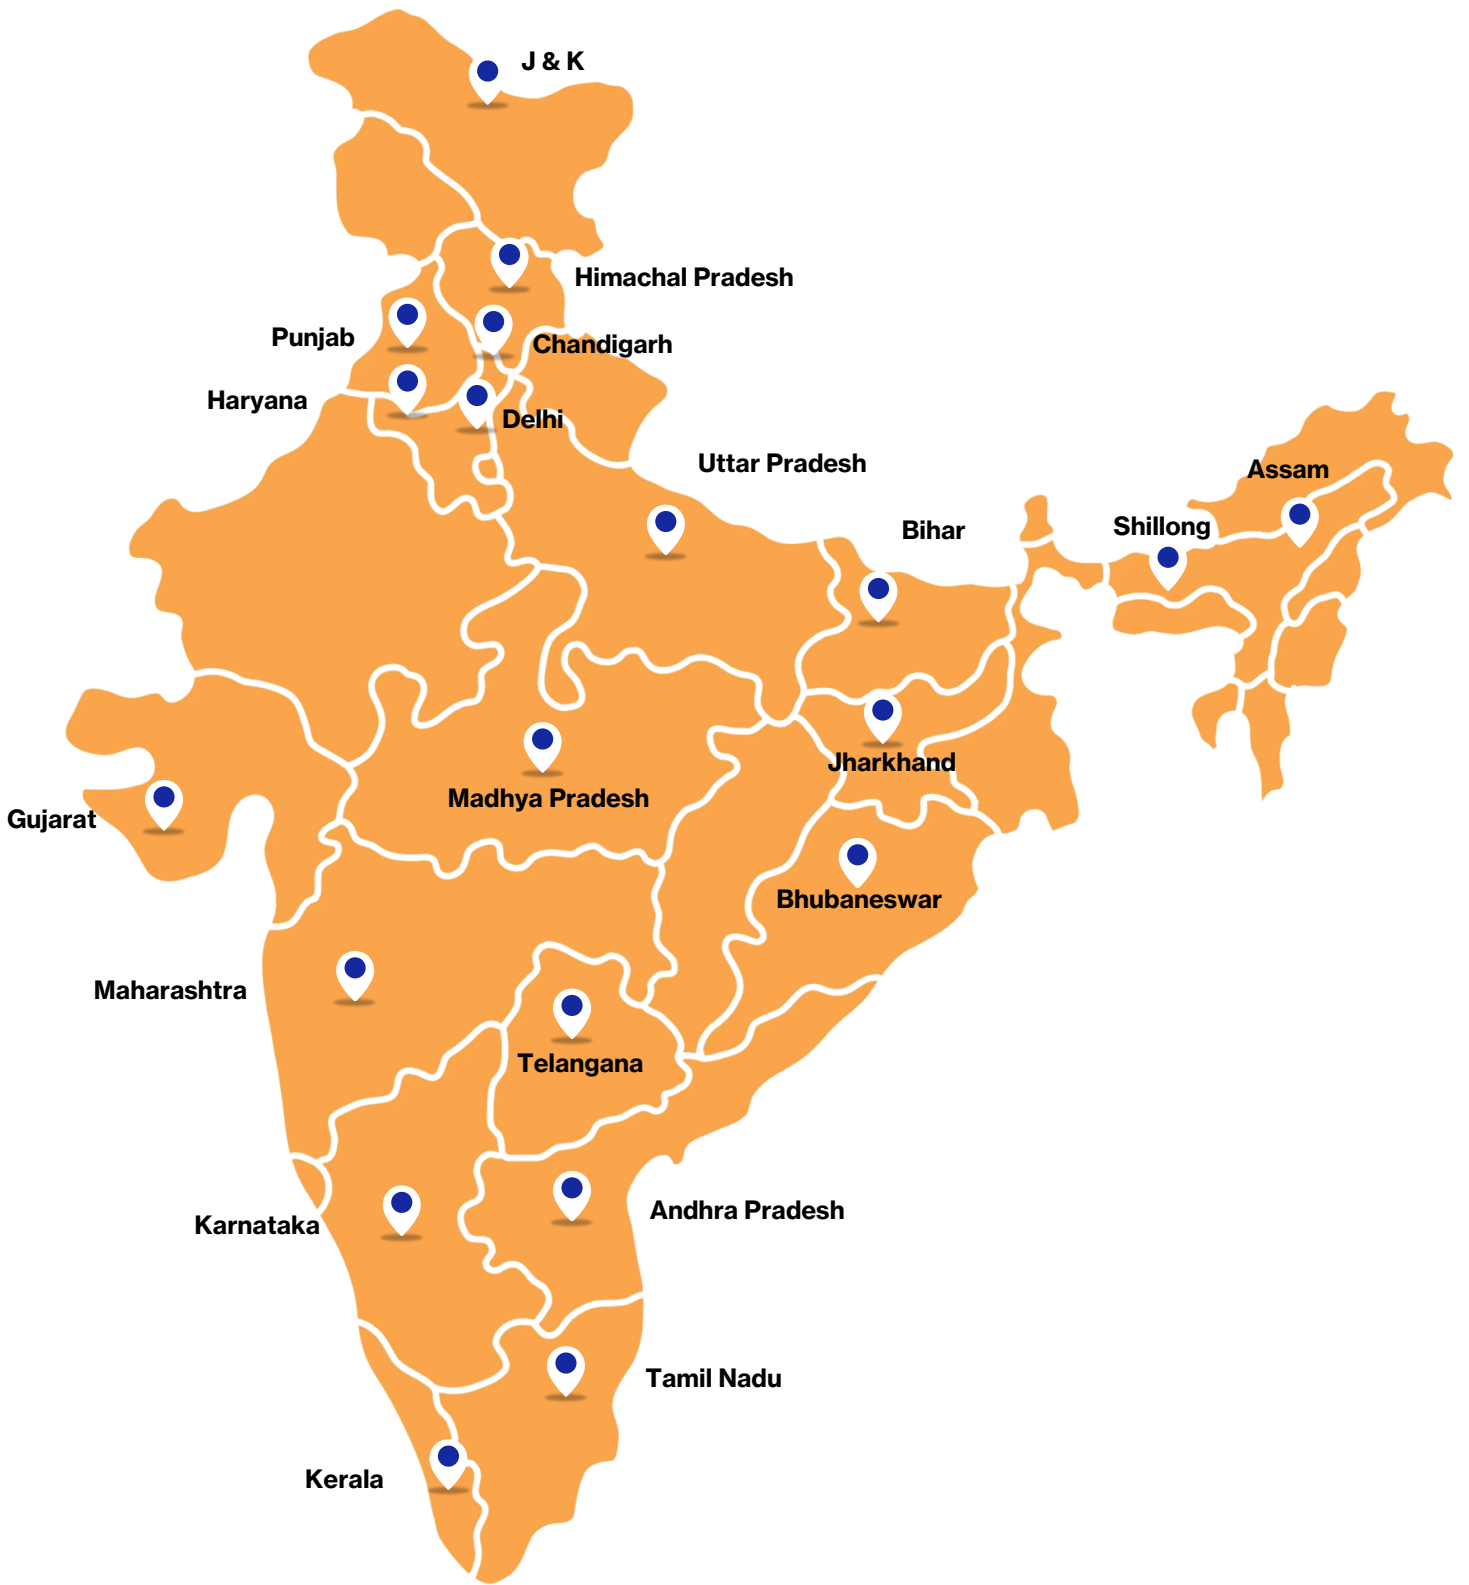 J & K
Himachal Pradesh
Punjab
Chandigarh
Haryana
Delhi
Uttar Pradesh
Assam
Shillong
Bihar
Jharkhand
Madhya Pradesh
Gujarat
Bhubaneswar
Maharashtra
Telangana
Andhra Pradesh
Karnataka
Tamil Nadu
Kerala